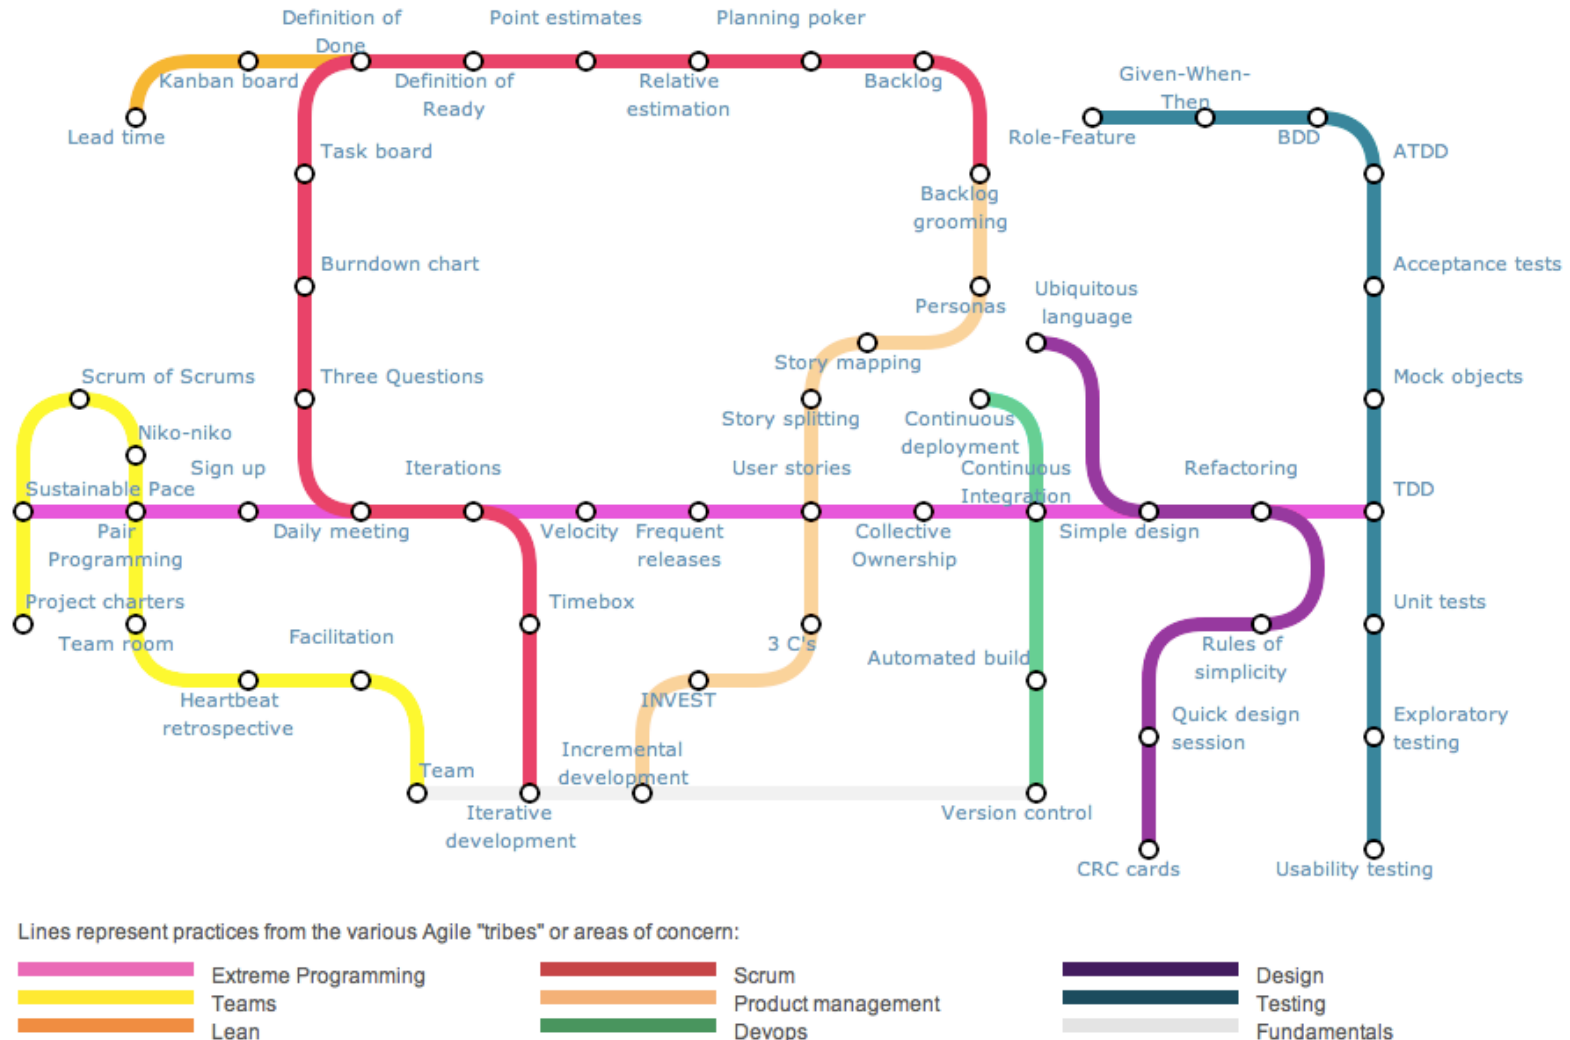 Definition of
Done
Point estimates
Planning poker
Kanban board
Definition of
Ready
Relative
estimation
Backlog
Given-When-
Then
Lead time
Role-Feature
BDD
ATDD
Task board
Backlog
grooming
Burndown chart
Acceptance tests
Personas
Ubiquitous
language
Story mapping
Scrum of Scrums
Three Questions
Mock objects
Niko-niko
Story splitting
Continuous
deployment
Sign up
Iterations
User stories
Continuous
Integration
Refactoring
Sustainable Pace
TDD
Pair
Programming
Daily meeting
Velocity
Frequent
releases
Collective
Ownership
Simple design
Project charters
Timebox
Unit tests
Team room
Facilitation
3 C's
Automated build
Rules of
simplicity
Heartbeat
retrospective
INVEST
Quick design
session
Exploratory
testing
Incremental
development
Team
Iterative
development
Version control
CRC cards
Usability testing
Lines represent practices from the various Agile "tribes" or areas of concern:
Extreme Programming
Scrum
Design
Teams
Product management
Testing
Lean
Devops
Fundamentals